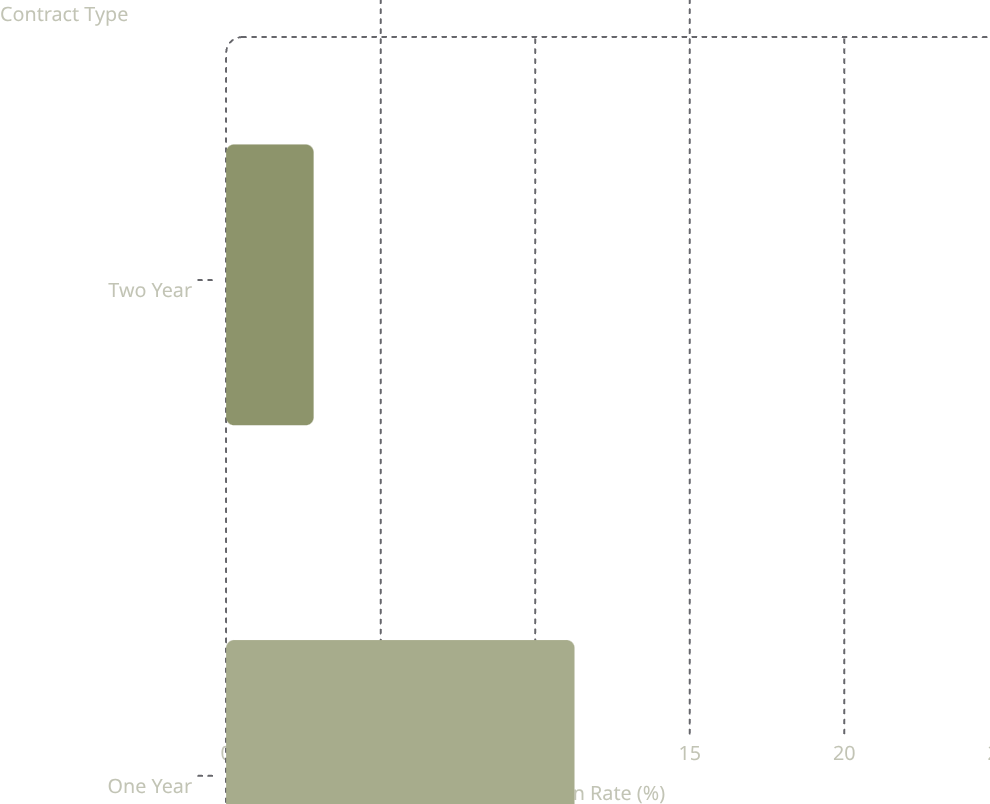 Contract Type
Two Year
15 20
One Year
Rate (%)